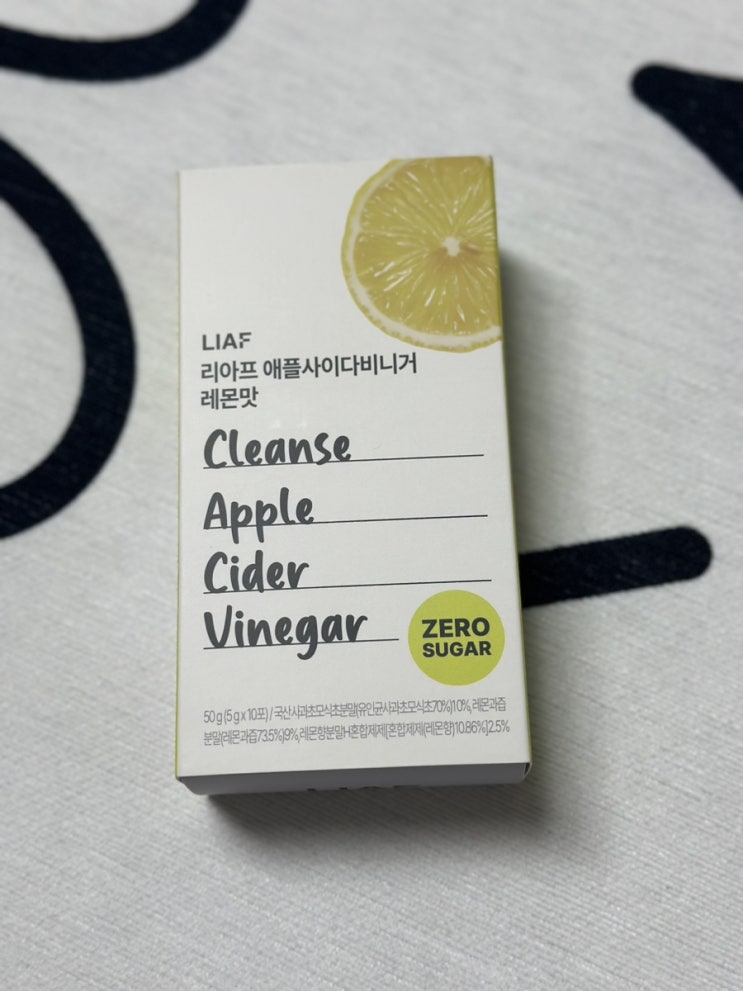 LIAF
리아프 애플사이다비니거
레몬맛
Cleanse
Apple
Cider
Vinegar
ZERO
SUGAR
50 g (5 g x 10포) / 국산사과초모식초분말(유인균사과초모식초70%)10%, 레몬과즙
분말(레몬과즙73.5%)9%,레몬향분말H혼합제제[혼합제제(레몬향)10.86%]2.5%